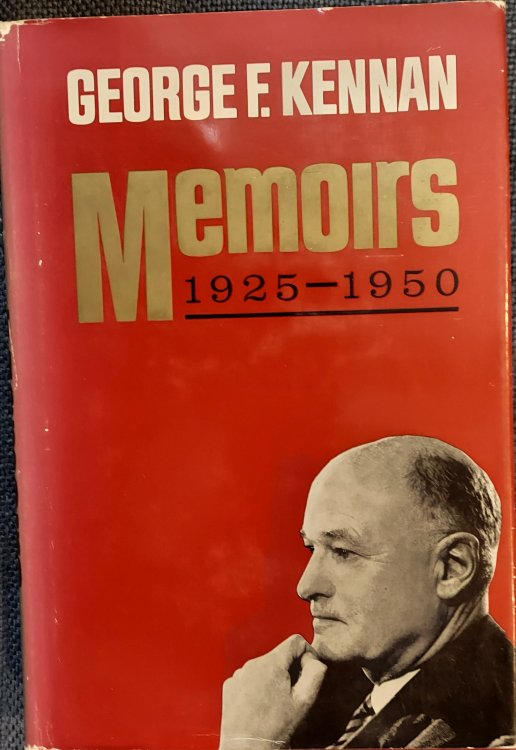 GEORGE F. KENNAN
Memoirs
1925–1950